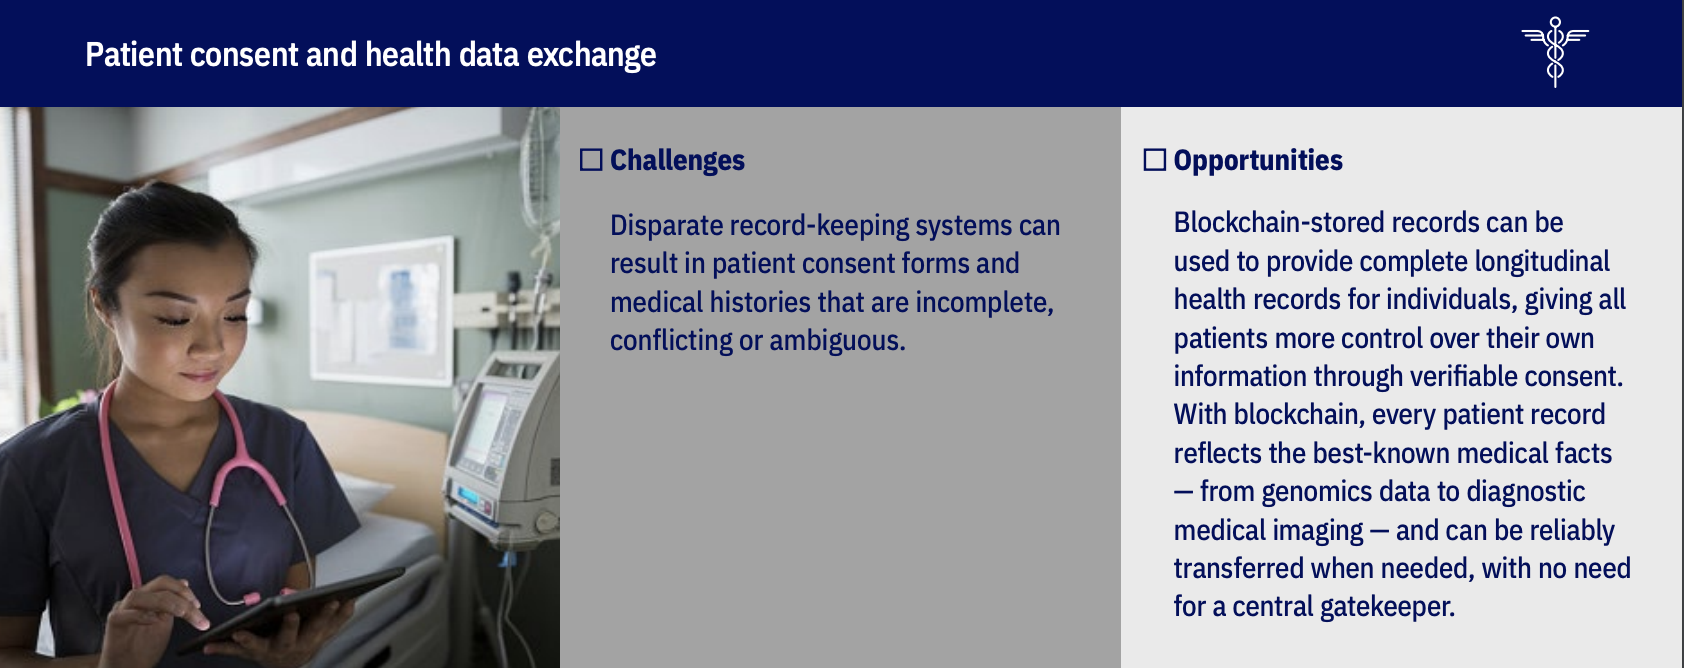 Patient consent and health data exchange
Challenges
Disparate record-keeping systems can
result in patient consent forms and
medical histories that are incomplete,
conflicting or ambiguous.
Opportunities
Blockchain-stored records can be
used to provide complete longitudinal
health records for individuals, giving all
patients more control over their own
information through verifiable consent.
With blockchain, every patient record
reflects the best-known medical facts
— from genomics data to diagnostic
medical imaging — and can be reliably
transferred when needed, with no need
for a central gatekeeper.